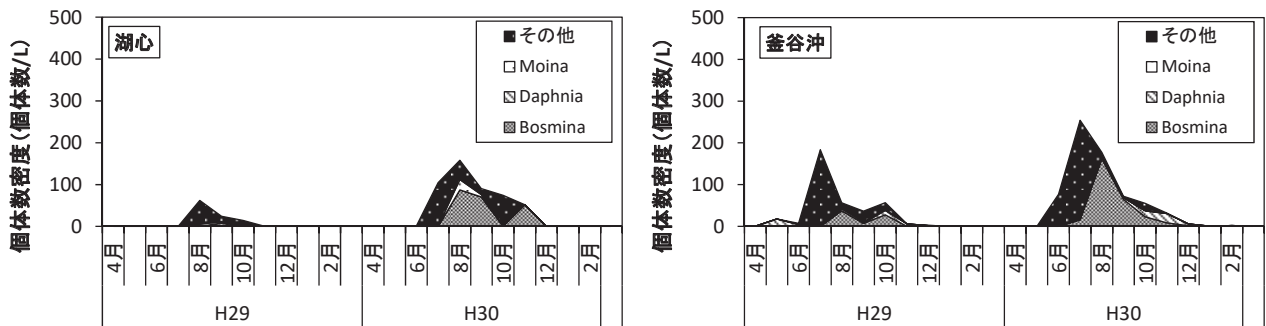 個体数密度(個体数/L)
500
400
300
200
100
0
湖心
その他
Moina
Daphnia
Bosmina
4月
6月
8月
10月
12月
2月
4月
6月
8月
10月
12月
2月
H29
H30
個体数密度(個体数/L)
500
400
300
200
100
0
釜谷沖
その他
Moina
Daphnia
Bosmina
4月
6月
8月
10月
12月
2月
4月
6月
8月
10月
12月
2月
H29
H30